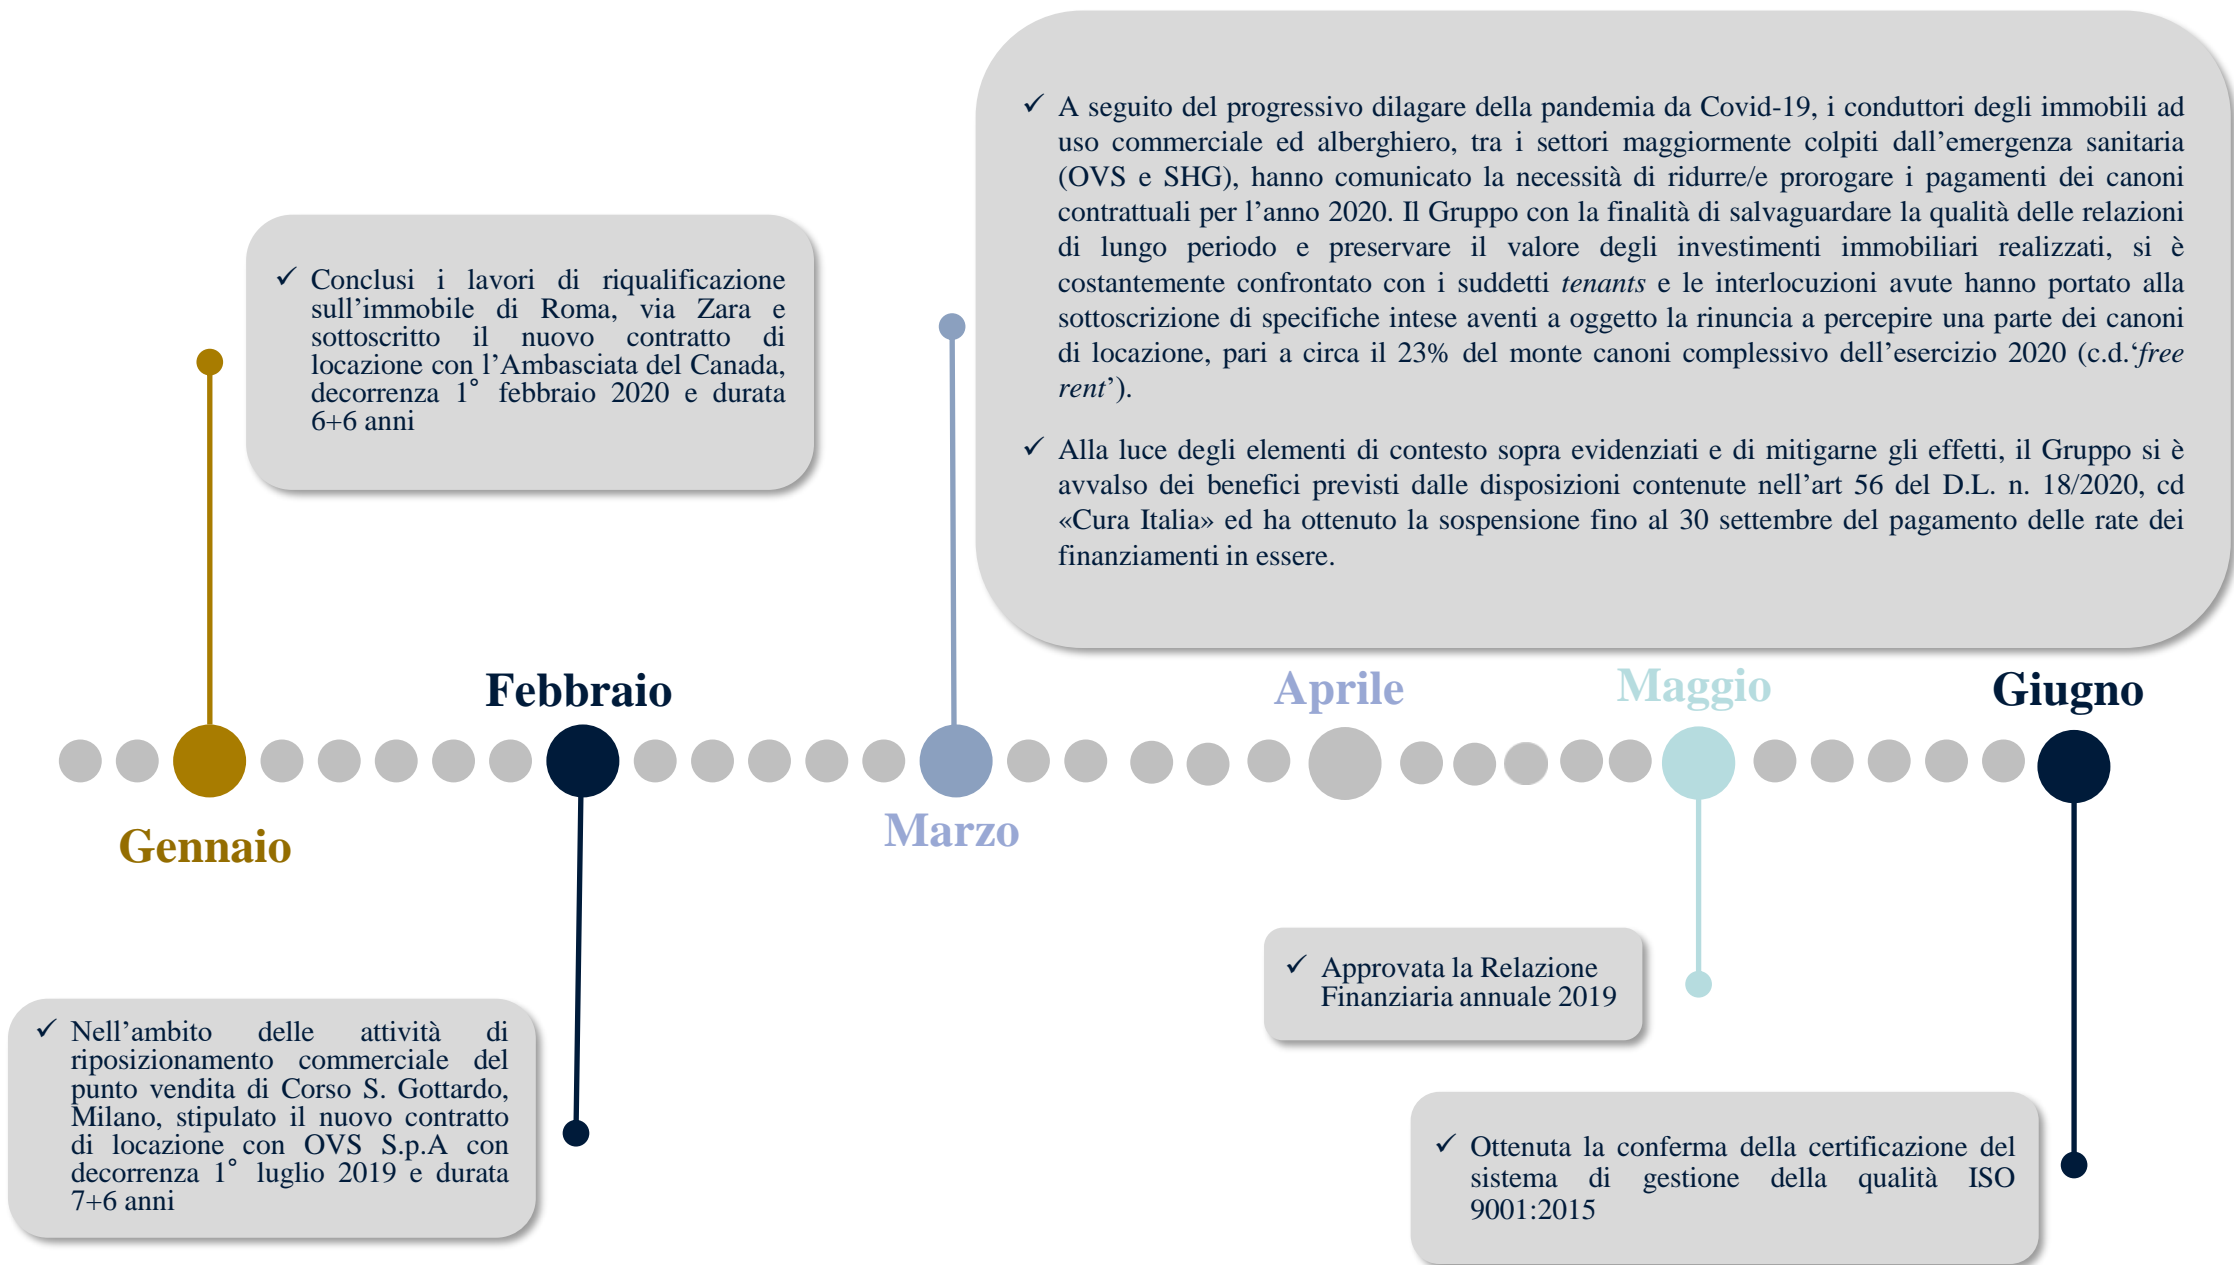 ✓ A seguito del progressivo dilagare della pandemia da Covid-19, i conduttori degli immobili ad
uso commerciale ed alberghiero, tra i settori maggiormente colpiti dall’emergenza sanitaria
(OVS e SHG), hanno comunicato la necessità di ridurre/e prorogare i pagamenti dei canoni
contrattuali per l’anno 2020. Il Gruppo con la finalità di salvaguardare la qualità delle relazioni
di lungo periodo e preservare il valore degli investimenti immobiliari realizzati, si è
costantemente confrontato con i suddetti tenants e le interlocuzioni avute hanno portato alla
sottoscrizione di specifiche intese aventi a oggetto la rinuncia a percepire una parte dei canoni
di locazione, pari a circa il 23% del monte canoni complessivo dell’esercizio 2020 (c.d.‘free
rent’).
✓ Alla luce degli elementi di contesto sopra evidenziati e di mitigarne gli effetti, il Gruppo si è
avvalso dei benefici previsti dalle disposizioni contenute nell’art 56 del D.L. n. 18/2020, cd
«Cura Italia» ed ha ottenuto la sospensione fino al 30 settembre del pagamento delle rate dei
finanziamenti in essere.
✓ Conclusi i lavori di riqualificazione
sull’immobile di Roma, via Zara e
sottoscritto il nuovo contratto di
locazione con l’Ambasciata del Canada,
decorrenza 1° febbraio 2020 e durata
6+6 anni
Febbraio
Aprile
Maggio
Giugno
Gennaio
Marzo
✓ Approvata la Relazione
Finanziaria annuale 2019
✓ Nell’ambito delle attività di
riposizionamento commerciale del
punto vendita di Corso S. Gottardo,
Milano, stipulato il nuovo contratto
di locazione con OVS S.p.A con
decorrenza 1° luglio 2019 e durata
7+6 anni
✓ Ottenuta la conferma della certificazione del
sistema di gestione della qualità ISO
9001:2015